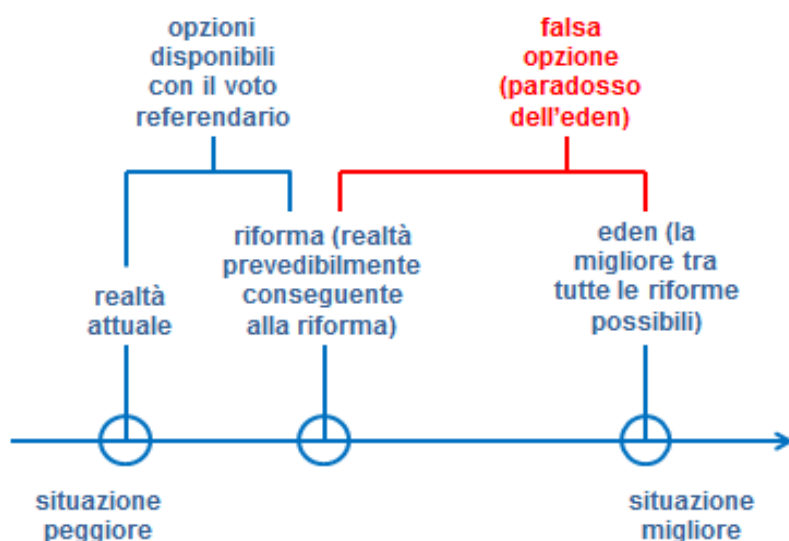 opzioni
disponibili
con il voto
referendario
falsa
opzione
(paradosso
dell'eden)
realtà
attuale
riforma (realtà
prevedibilmente
conseguente
alla riforma)
eden (la
migliore tra
tutte le riforme
possibili)
situazione
peggiore
situazione
migliore